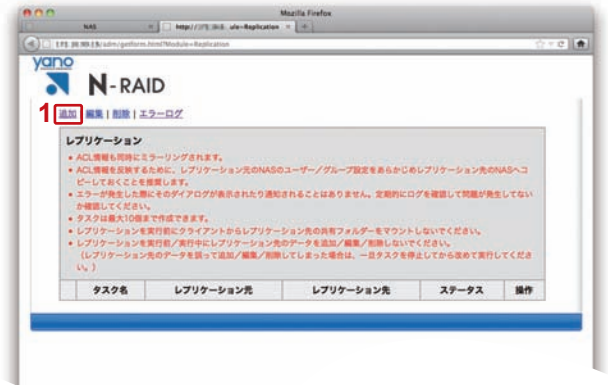 Mozilla Firefox
NAS
ule=Replication
yano
N-RAID
1 追加 | 編集 | 削除 | エラーログ
レプリケーション
• ACL情報も同時にミラーリングされます。
• ACL情報を反映するために、レプリケーション元のNASのユーザー／グループ設定をあらかじめレプリケーション先のNASへコ
ピーしておくことを推奨します。
• エラーが発生した際にそのダイアログが表示されたり通知されることはありません。定期的にログを確認して問題が発生してない
か確認してください。
• タスクは最大10個まで作成できます。
• レプリケーションを実行前にクライアントからレプリケーション先の共有フォルダーをマウントしないでください。
• レプリケーションを実行前／実行中にレプリケーション先のデータを追加／編集／削除しないでください。
（レプリケーション先のデータを誤って追加／編集／削除してしまった場合は、一旦タスクを停止してから改めて実行してくださ
い。）
タスク名 レプリケーション元 レプリケーション先 ステータス 操作